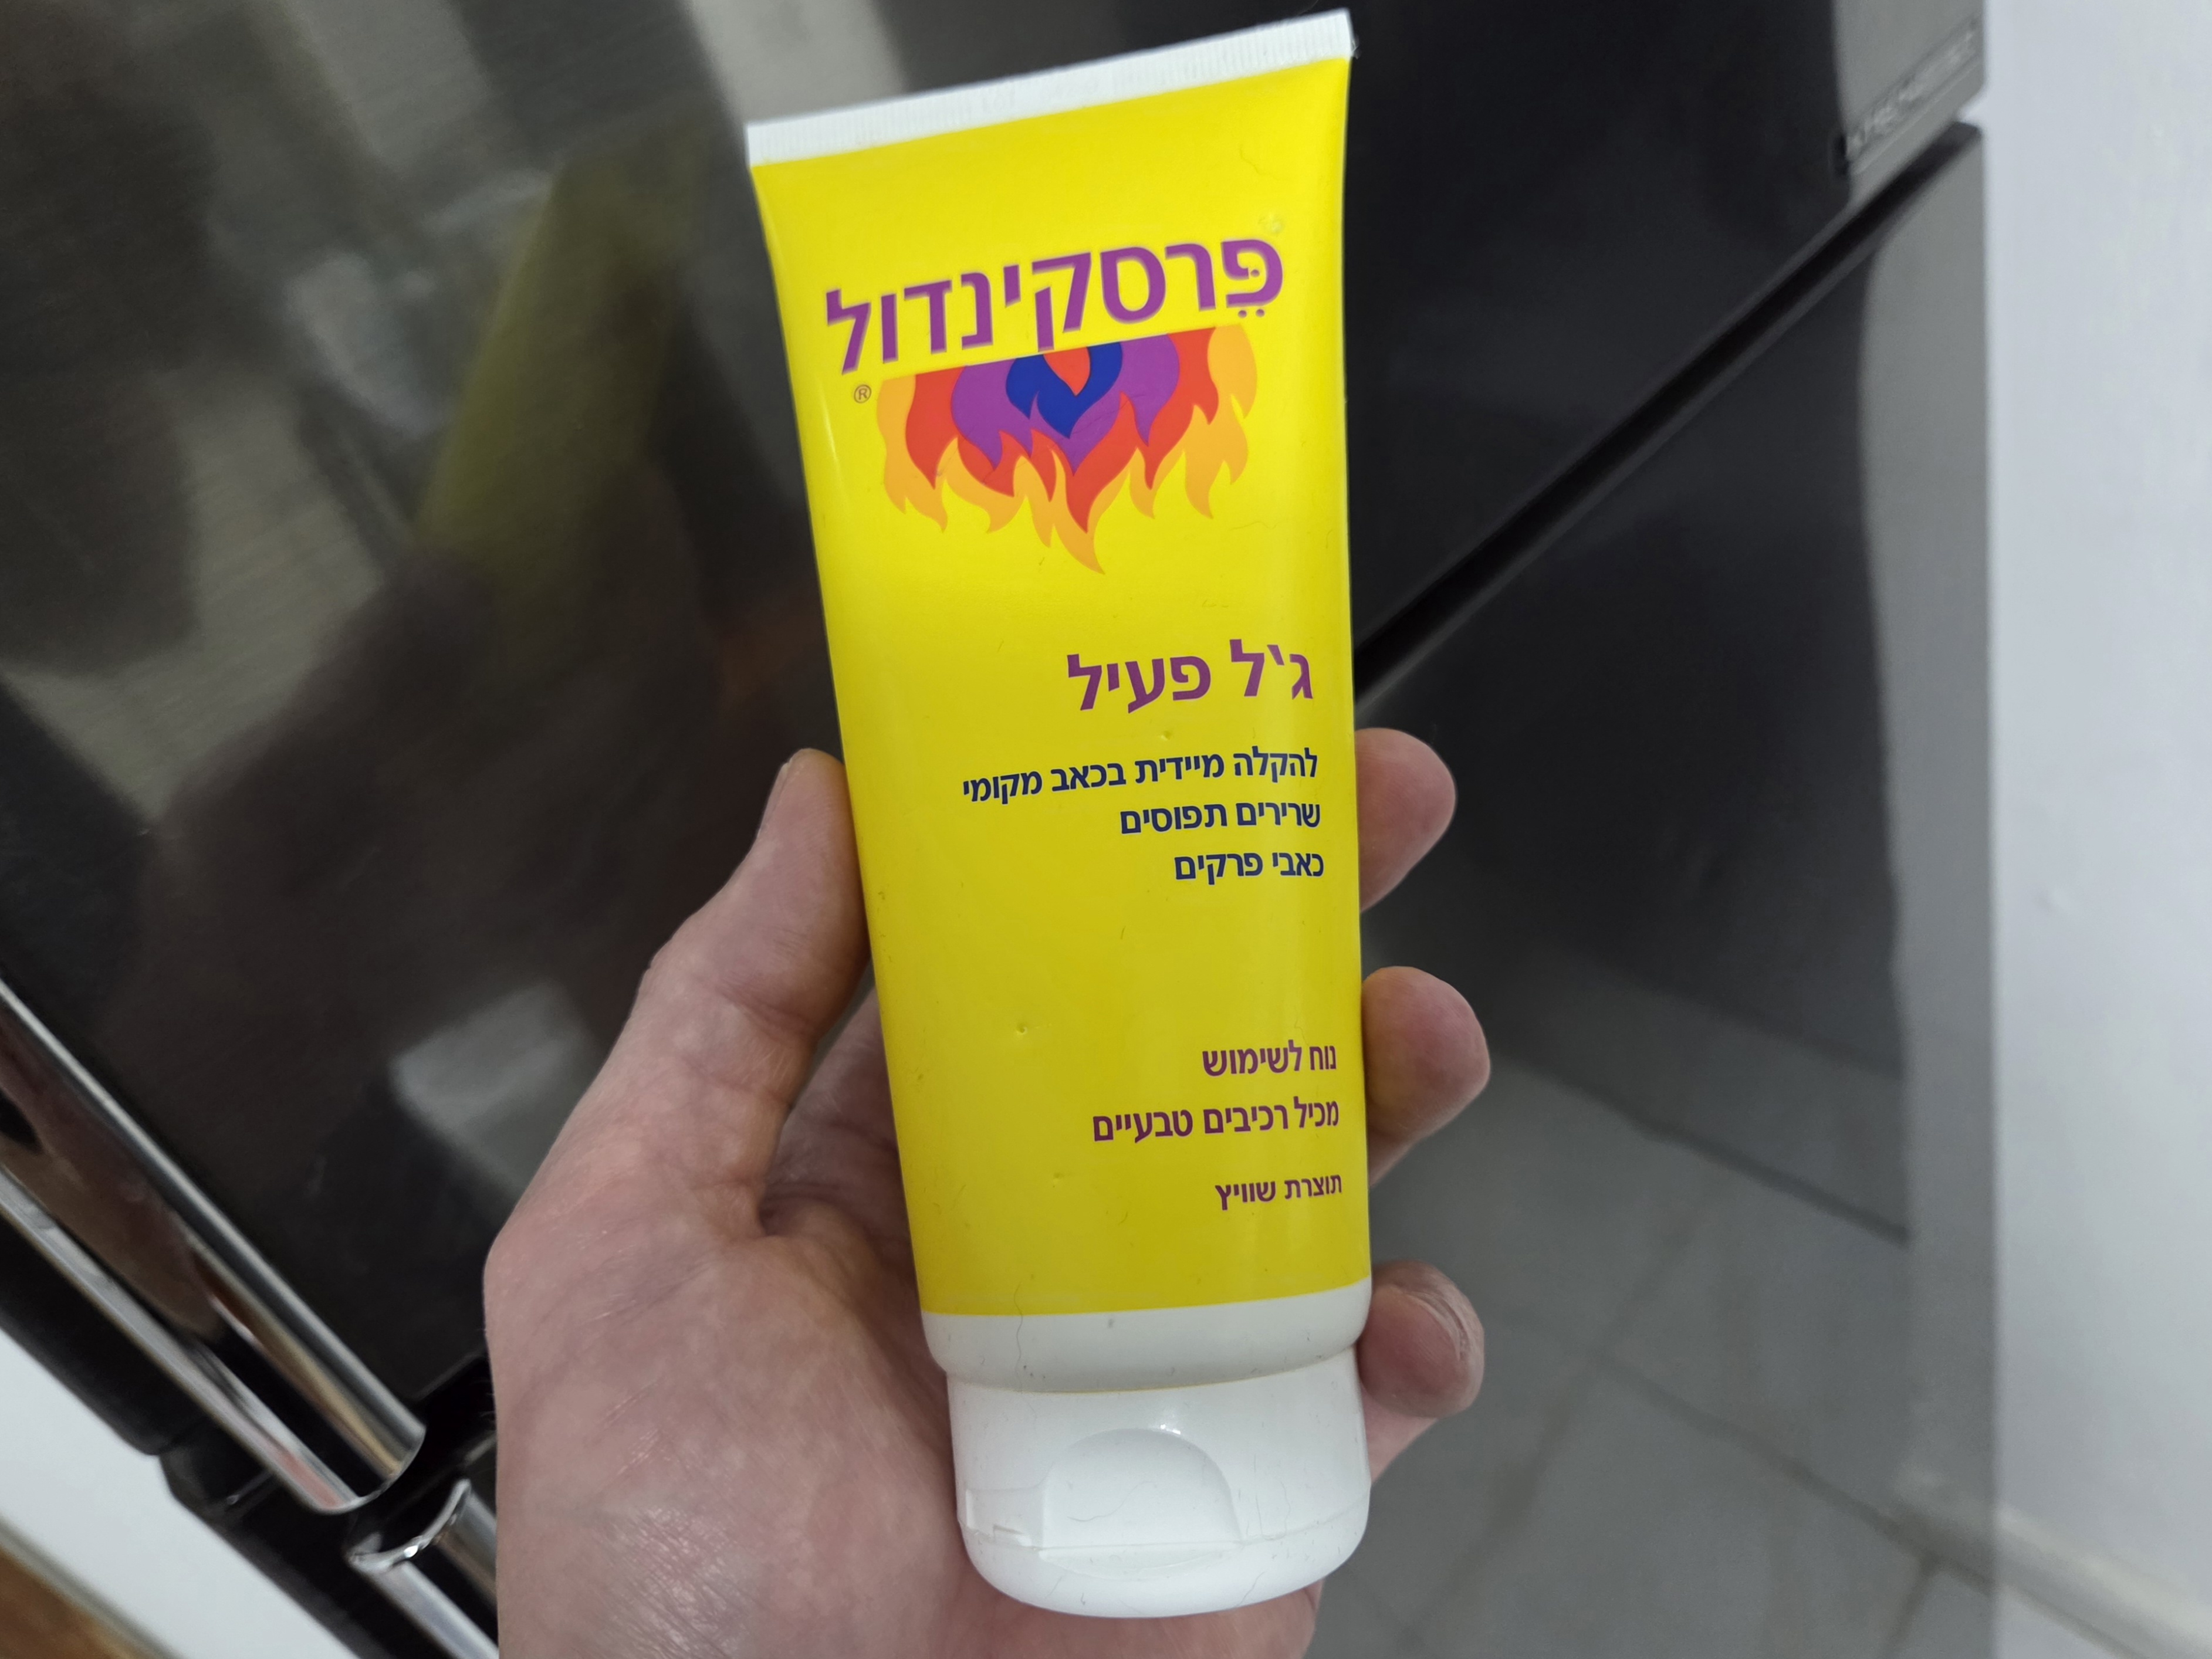 פֶּרסקינדול
®
ג'ל פעיל
להקלה מיידית בכאב מקומי
שרירים תפוסים
כאבי פרקים
נוח לשימוש
מכיל רכיבים טבעיים
תוצרת שוויץ